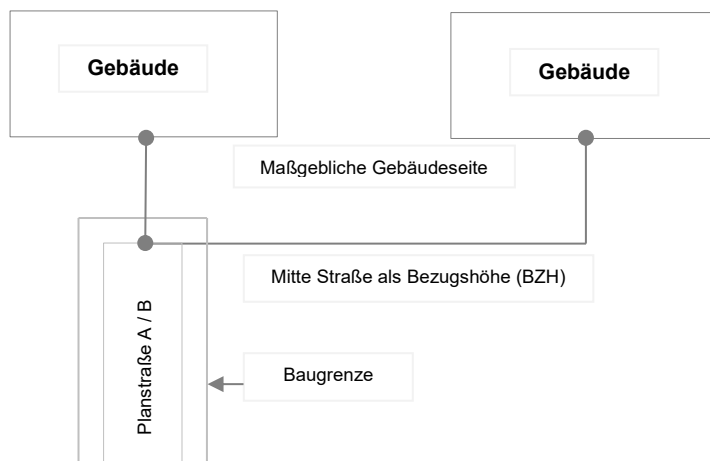 Gebäude
Gebäude
Maßgebliche Gebäudeseite
Mitte Straße als Bezugshöhe (BZH)
Planstraße A / B
Baugrenze